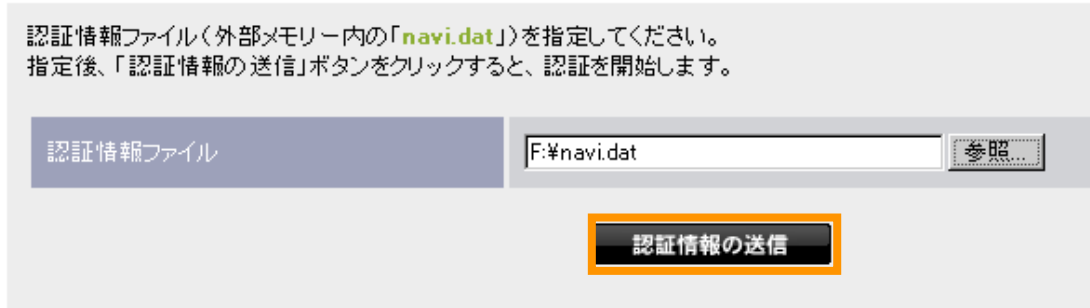 認証情報ファイル(外部メモリー内の「navi.dat」)を指定してください。
指定後、「認証情報の送信」ボタンをクリックすると、認証を開始します。
認証情報ファイル
F:¥navi.dat
参照...
認証情報の送信